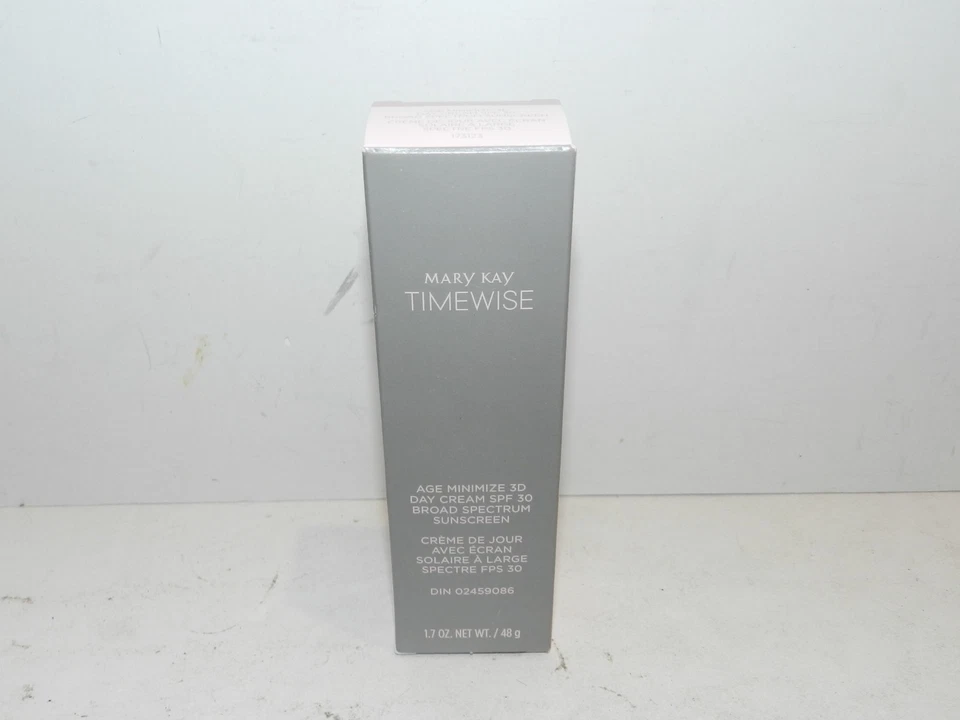 MARY KAY
TIMEWISE
AGE MINIMIZE 3D
DAY CREAM SPF 30
BROAD SPECTRUM
SUNSCREEN
CRÈME DE JOUR
AVEC ÉCRAN
SOLAIRE À LARGE
SPECTRE FPS 30
DIN 02459086
1.7 OZ. NET WT. / 48 g